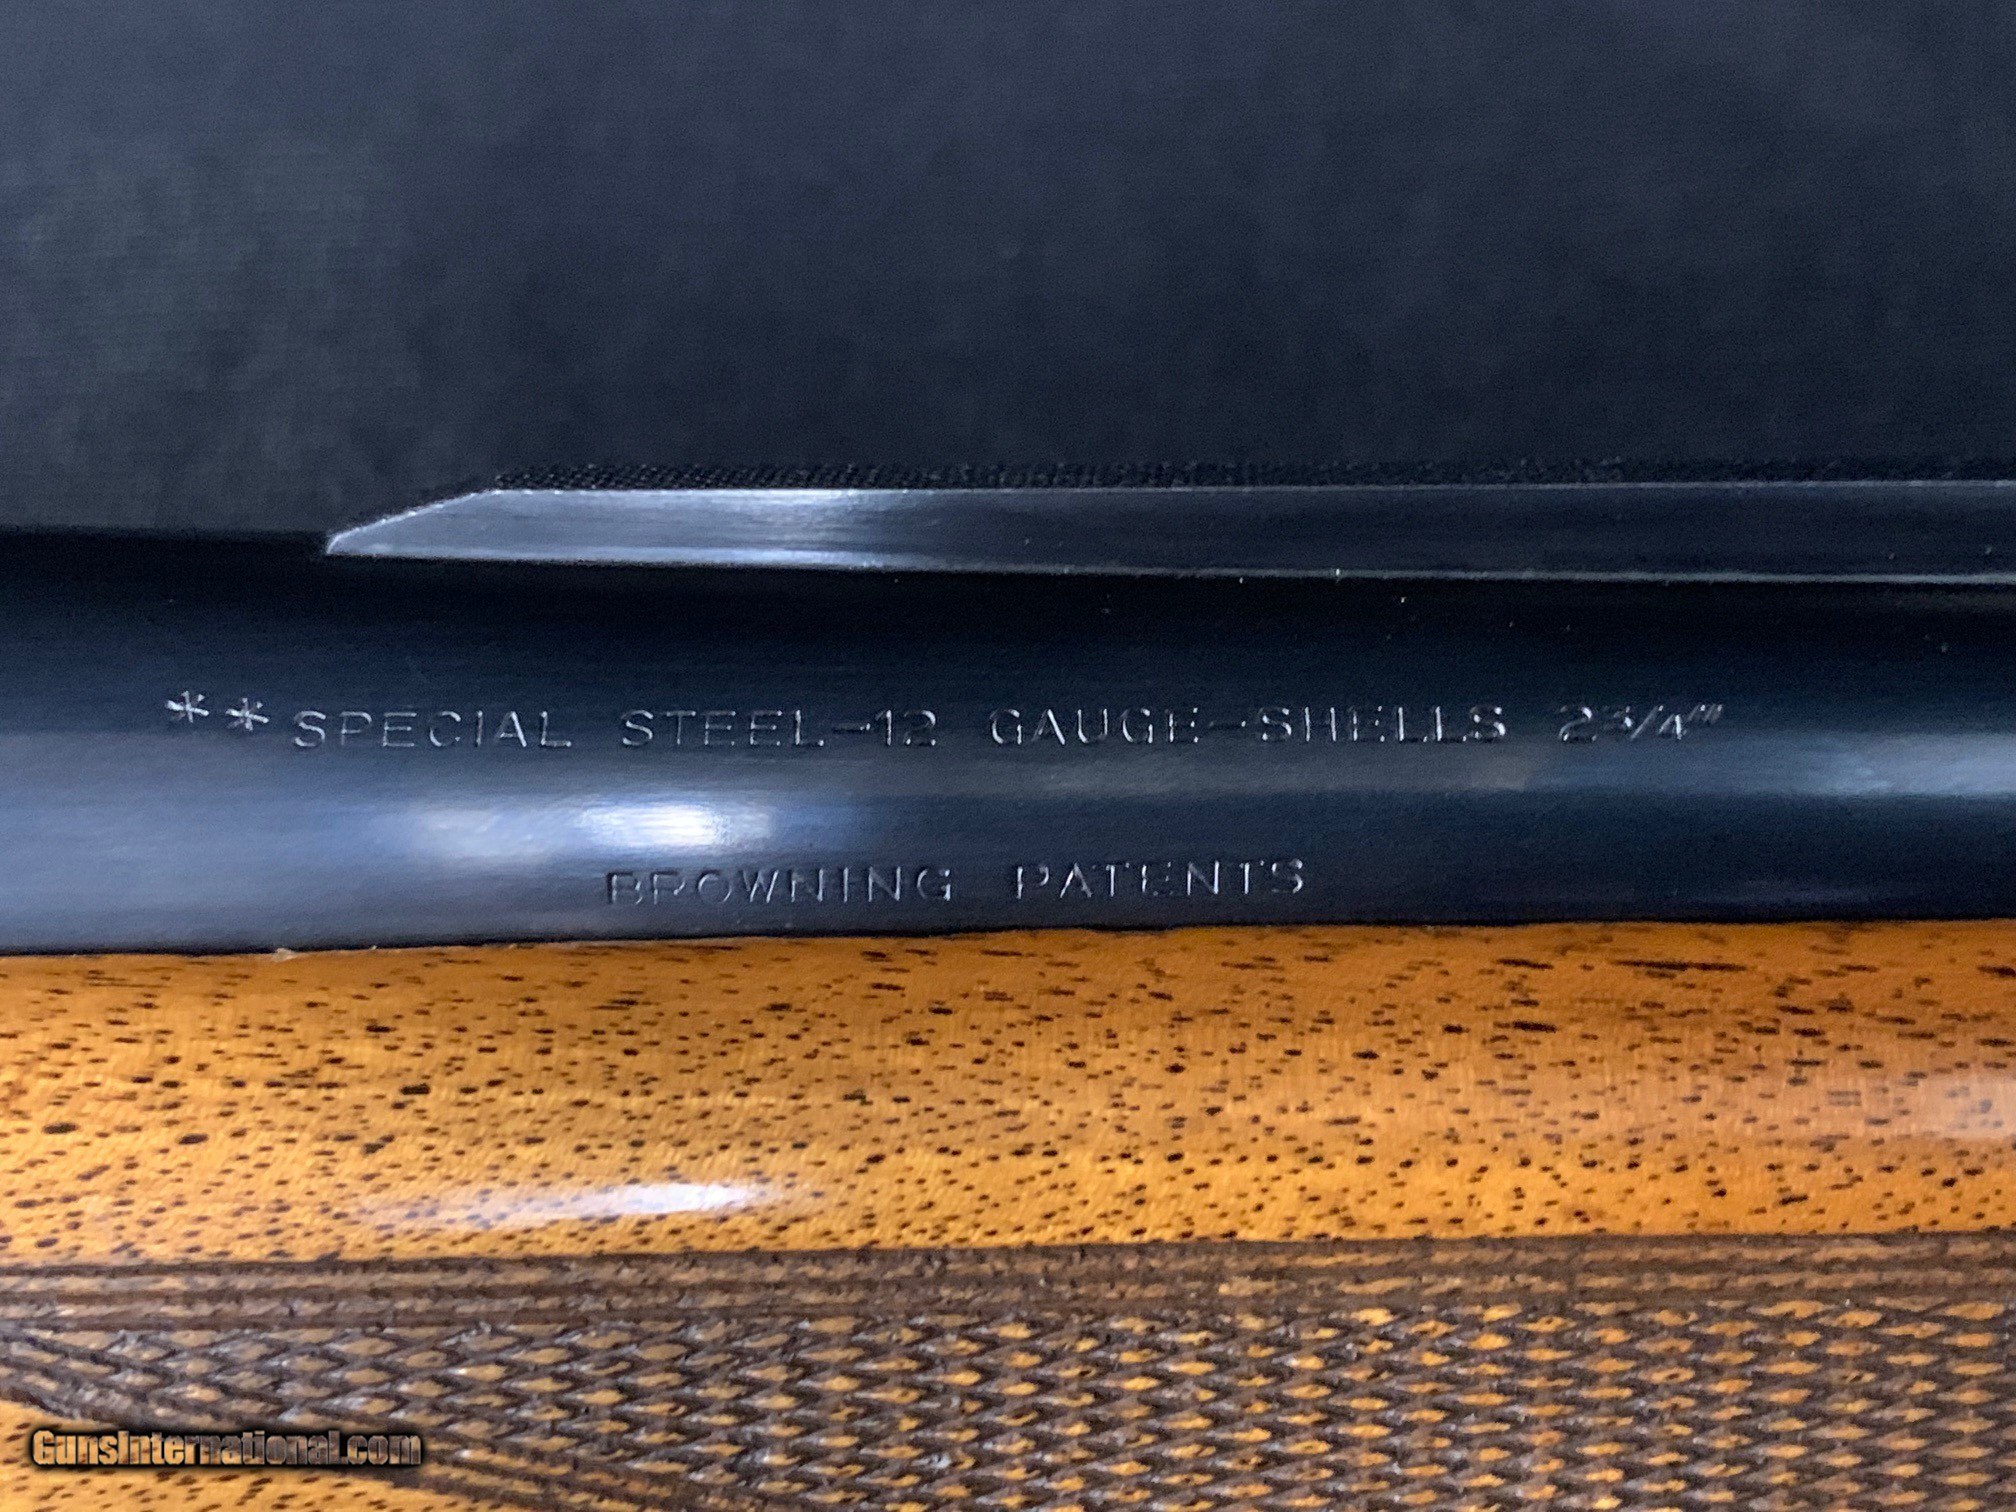 **SPECIAL STEEL-12 GAUGE-SHELLS 2¾"
BROWNING PATENTS
GunsInternational.com